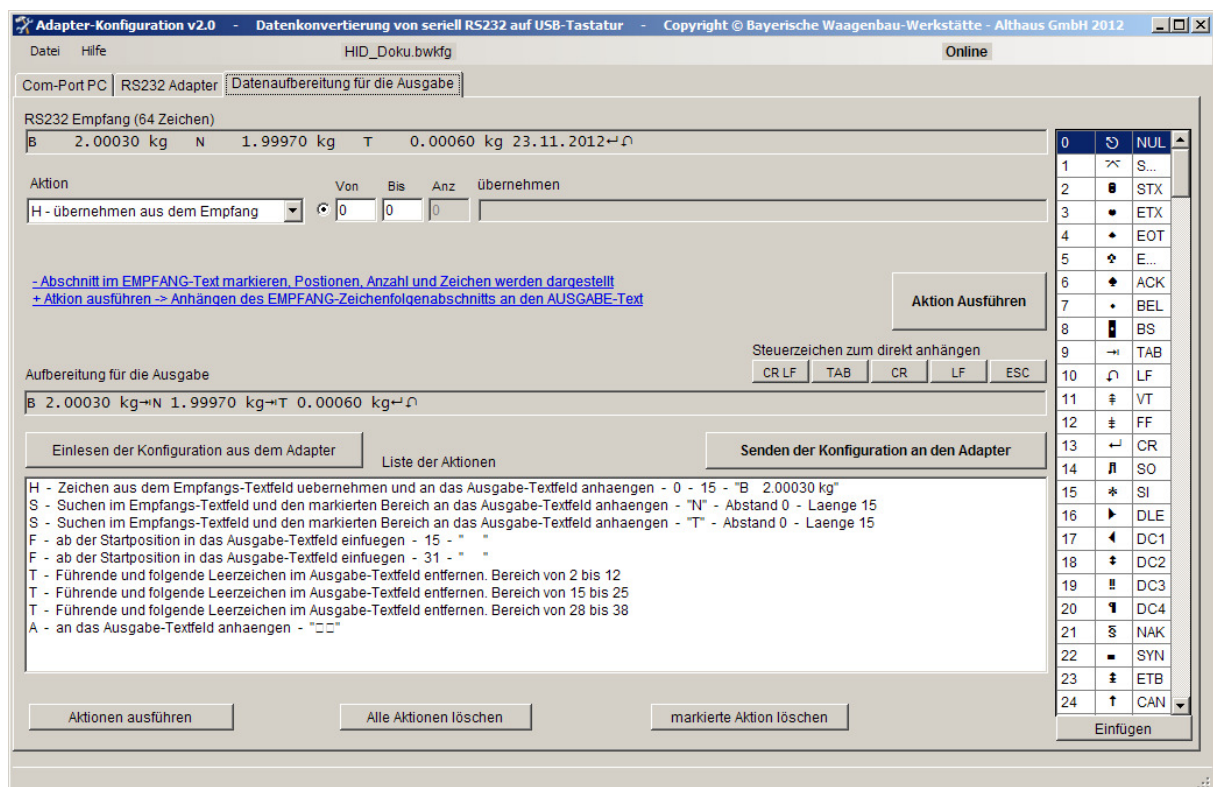 Adapter-Konfiguration v2.0 - Datenkonvertierung von seriell RS232 auf USB-Tastatur - Copyright © Bayerische Waagenbau-Werkstätte - Althaus GmbH 2012
Datei Hilfe HID_Doku.bwkfg Online
Com-Port PC RS232 Adapter Datenaufbereitung für die Ausgabe
RS232 Empfang (64 Zeichen)
B 2.00030 kg N 1.99970 kg T 0.00060 kg 23.11.2012↵
Aktion Von Bis Anz übernehmen
H - übernehmen aus dem Empfang 0 0 0
- Abschnitt im EMPFANG-Text markieren, Postionen, Anzahl und Zeichen werden dargestellt
+ Atkion ausführen -> Anhängen des EMPFANG-Zeichenfolgenabschnitts an den AUSGABE-Text
Aktion Ausführen
Steuerzeichen zum direkt anhängen
CR LF TAB CR LF ESC
Aufbereitung für die Ausgabe
B 2.00030 kg⇥N 1.99970 kg⇥T 0.00060 kg↵
Einlesen der Konfiguration aus dem Adapter
Liste der Aktionen
Senden der Konfiguration an den Adapter
H - Zeichen aus dem Empfangs-Textfeld uebernehmen und an das Ausgabe-Textfeld anhaengen - 0 - 15 - "B 2.00030 kg"
S - Suchen im Empfangs-Textfeld und den markierten Bereich an das Ausgabe-Textfeld anhaengen - "N" - Abstand 0 - Laenge 15
S - Suchen im Empfangs-Textfeld und den markierten Bereich an das Ausgabe-Textfeld anhaengen - "T" - Abstand 0 - Laenge 15
F - ab der Startposition in das Ausgabe-Textfeld einfuegen - 15 - " "
F - ab der Startposition in das Ausgabe-Textfeld einfuegen - 31 - " "
T - Führende und folgende Leerzeichen im Ausgabe-Textfeld entfernen. Bereich von 2 bis 12
T - Führende und folgende Leerzeichen im Ausgabe-Textfeld entfernen. Bereich von 15 bis 25
T - Führende und folgende Leerzeichen im Ausgabe-Textfeld entfernen. Bereich von 28 bis 38
A - an das Ausgabe-Textfeld anhaengen - "□□"
Aktionen ausführen Alle Aktionen löschen markierte Aktion löschen
0 NUL
1 S...
2 STX
3 ETX
4 EOT
5 E...
6 ACK
7 BEL
8 BS
9 TAB
10 LF
11 VT
12 FF
13 CR
14 SO
15 SI
16 DLE
17 DC1
18 DC2
19 DC3
20 DC4
21 NAK
22 SYN
23 ETB
24 CAN
Einfügen